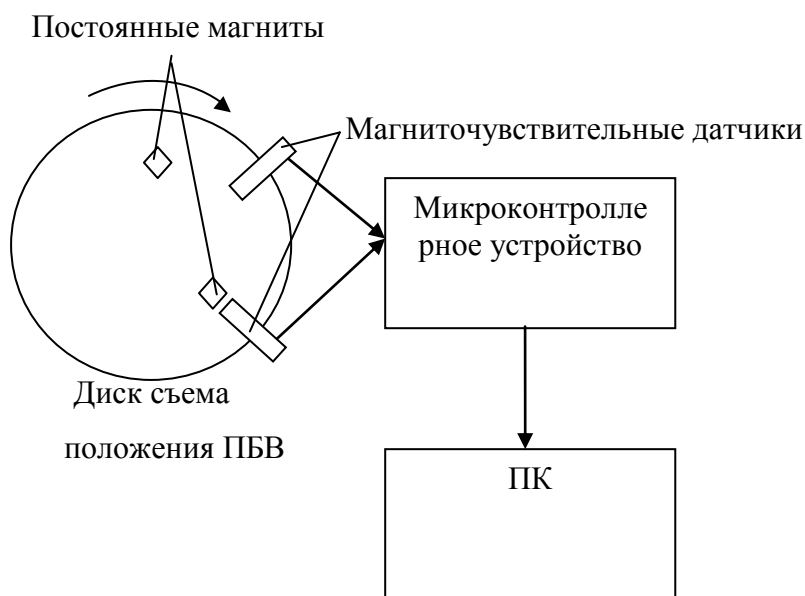 Постоянные магниты
Магниточувствительные датчики
Микроконтролле
рное устройство
Диск съема
положения ПБВ
ПК